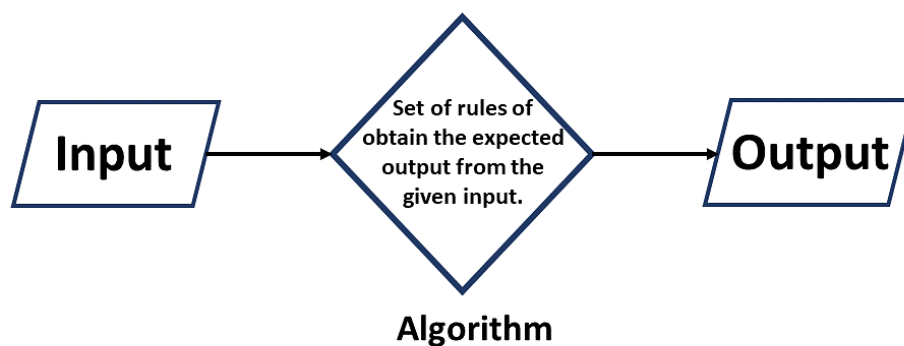 Input
Set of rules of
obtain the expected
output from the
given input.
Output
Algorithm